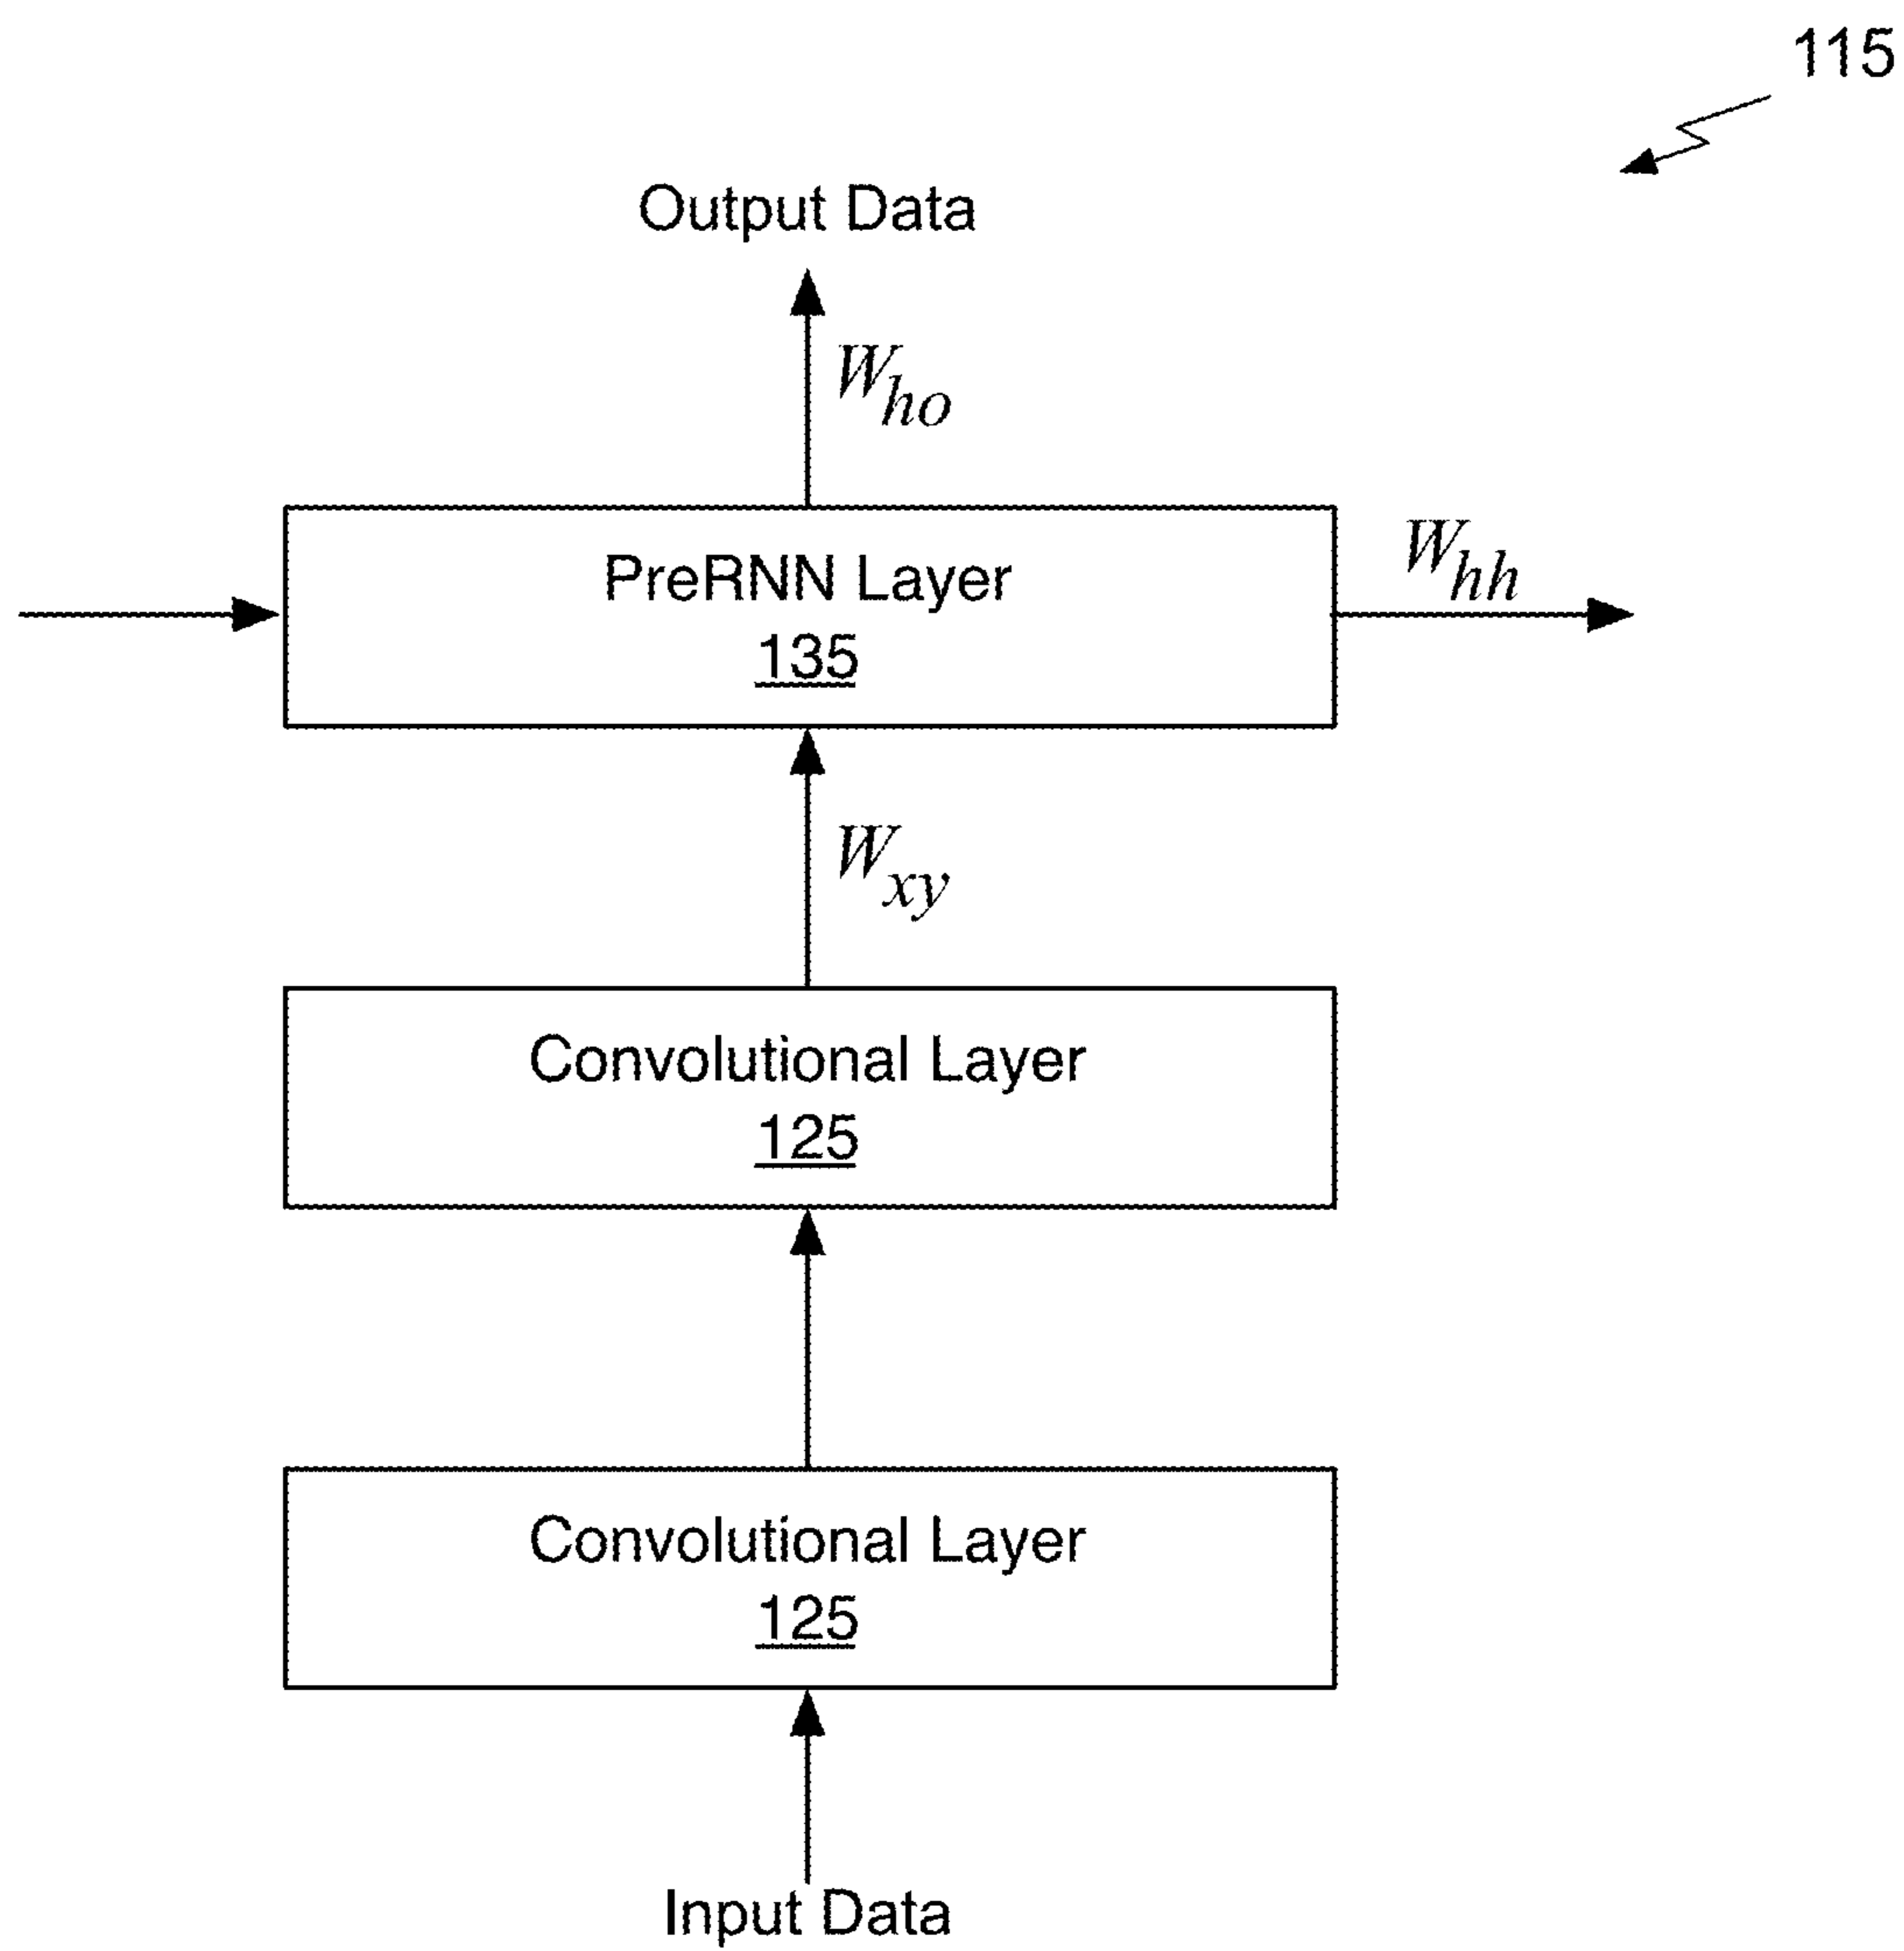 115
Output Data
W_ho
PreRNN Layer
135
W_hh
W_xy
Convolutional Layer
125
Convolutional Layer
125
Input Data